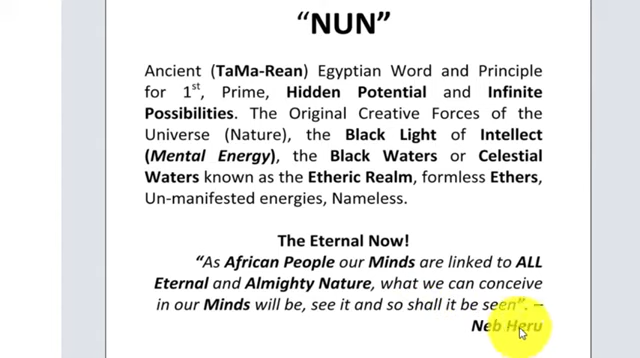 “NUN”
Ancient (TaMa-Rean) Egyptian Word and Principle
for 1st, Prime, Hidden Potential and Infinite
Possibilities. The Original Creative Forces of the
Universe (Nature), the Black Light of Intellect
(Mental Energy), the Black Waters or Celestial
Waters known as the Etheric Realm, formless Ethers,
Un-manifested energies, Nameless.
The Eternal Now!
“As African People our Minds are linked to ALL
Eternal and Almighty Nature, what we can conceive
in our Minds will be, see it and so shall it be seen”. –
Neb Heru